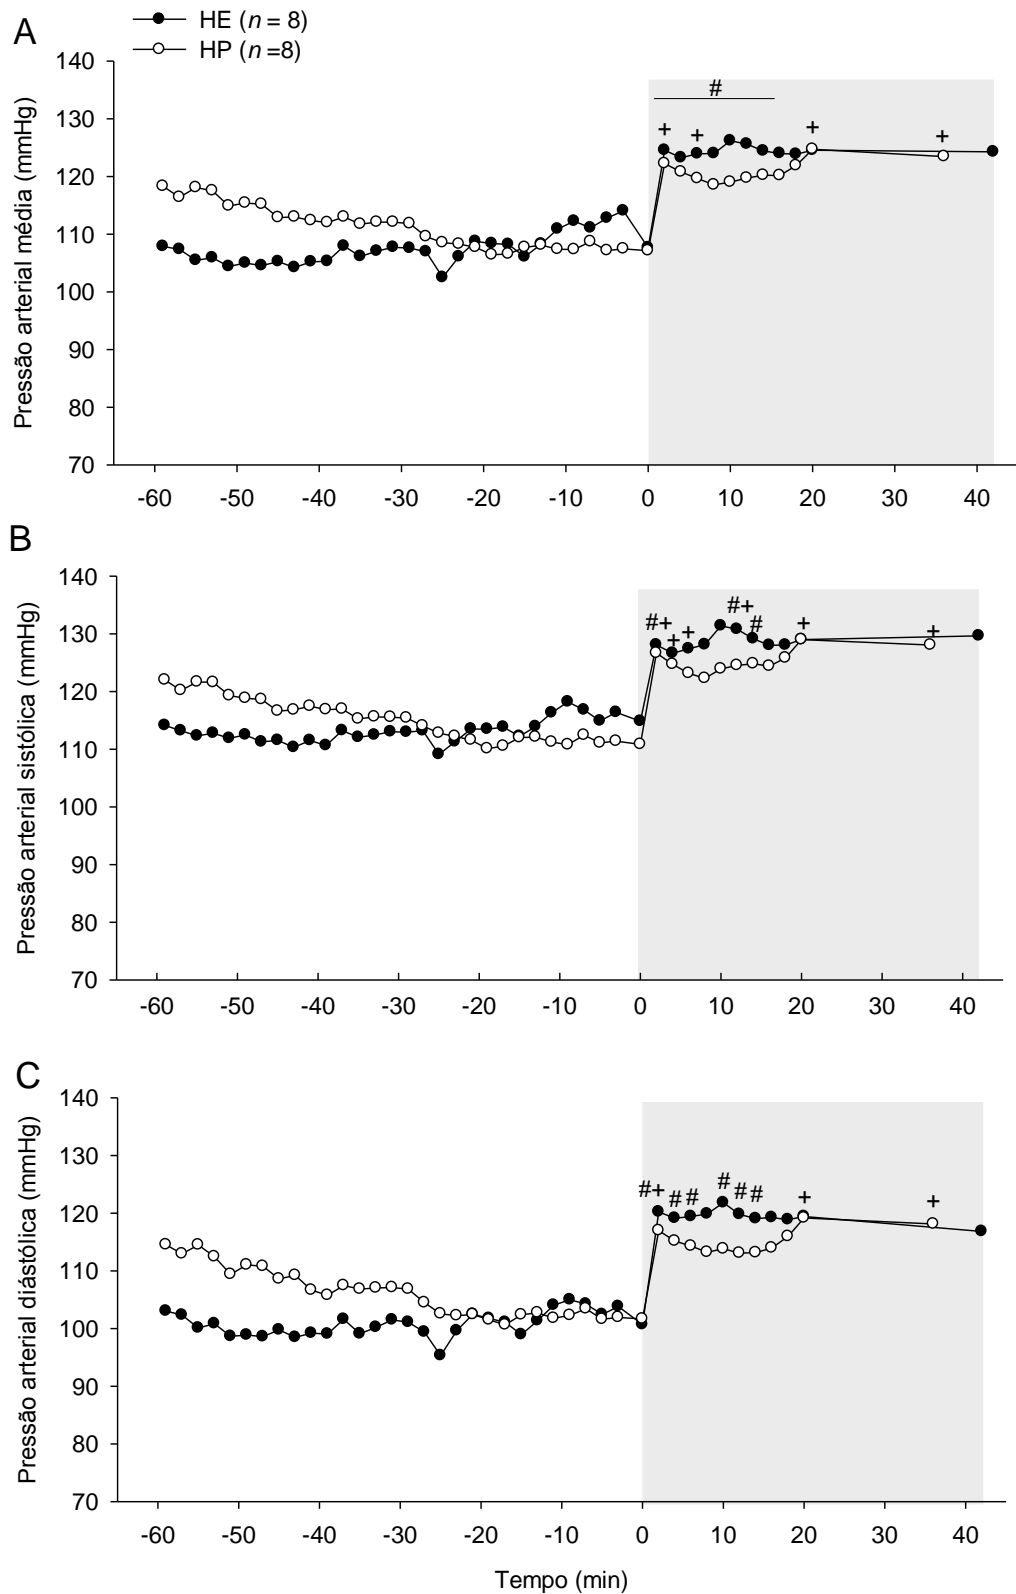 A
HE (n = 8)
HP (n =8)
140
130
120
110
100
90
80
70
Pressão arterial média (mmHg)
#
+ + + +
-60 -50 -40 -30 -20 -10 0 10 20 30 40
B
140
130
120
110
100
90
80
70
Pressão arterial sistólica (mmHg)
#+ + + #+ # + +
-60 -50 -40 -30 -20 -10 0 10 20 30 40
C
140
130
120
110
100
90
80
70
Pressão arterial diástólica (mmHg)
#+ # # # # # + +
-60 -50 -40 -30 -20 -10 0 10 20 30 40
Tempo (min)